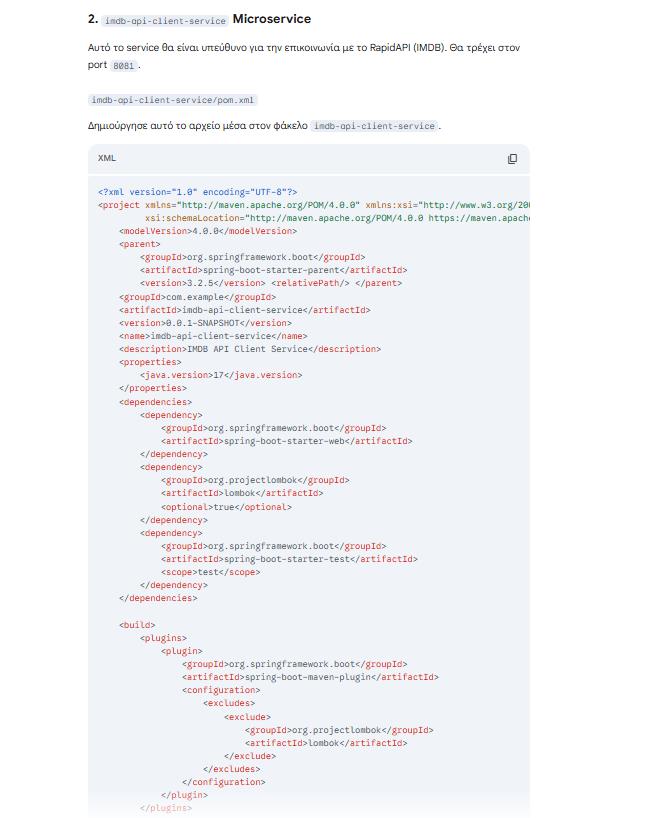 2. imdb-api-client-service Microservice
Αυτό το service θα είναι υπεύθυνο για την επικοινωνία με το RapidAPI (IMDB). Θα τρέχει στον
port 8081.
imdb-api-client-service/pom.xml
Δημιούργησε αυτό το αρχείο μέσα στον φάκελο imdb-api-client-service.
XML
<?xml version="1.0" encoding="UTF-8"?>
<project xmlns="http://maven.apache.org/POM/4.0.0" xmlns:xsi="http://www.w3.org/200
xsi:schemaLocation="http://maven.apache.org/POM/4.0.0 https://maven.apache
<modelVersion>4.0.0</modelVersion>
<parent>
<groupId>org.springframework.boot</groupId>
<artifactId>spring-boot-starter-parent</artifactId>
<version>3.2.5</version> <relativePath/> </parent>
<groupId>com.example</groupId>
<artifactId>imdb-api-client-service</artifactId>
<version>0.0.1-SNAPSHOT</version>
<name>imdb-api-client-service</name>
<description>IMDB API Client Service</description>
<properties>
<java.version>17</java.version>
</properties>
<dependencies>
<dependency>
<groupId>org.springframework.boot</groupId>
<artifactId>spring-boot-starter-web</artifactId>
</dependency>
<dependency>
<groupId>org.projectlombok</groupId>
<artifactId>lombok</artifactId>
<optional>true</optional>
</dependency>
<dependency>
<groupId>org.springframework.boot</groupId>
<artifactId>spring-boot-starter-test</artifactId>
<scope>test</scope>
</dependency>
</dependencies>
<build>
<plugins>
<plugin>
<groupId>org.springframework.boot</groupId>
<artifactId>spring-boot-maven-plugin</artifactId>
<configuration>
<excludes>
<exclude>
<groupId>org.projectlombok</groupId>
<artifactId>lombok</artifactId>
</exclude>
</excludes>
</configuration>
</plugin>
</plugins>